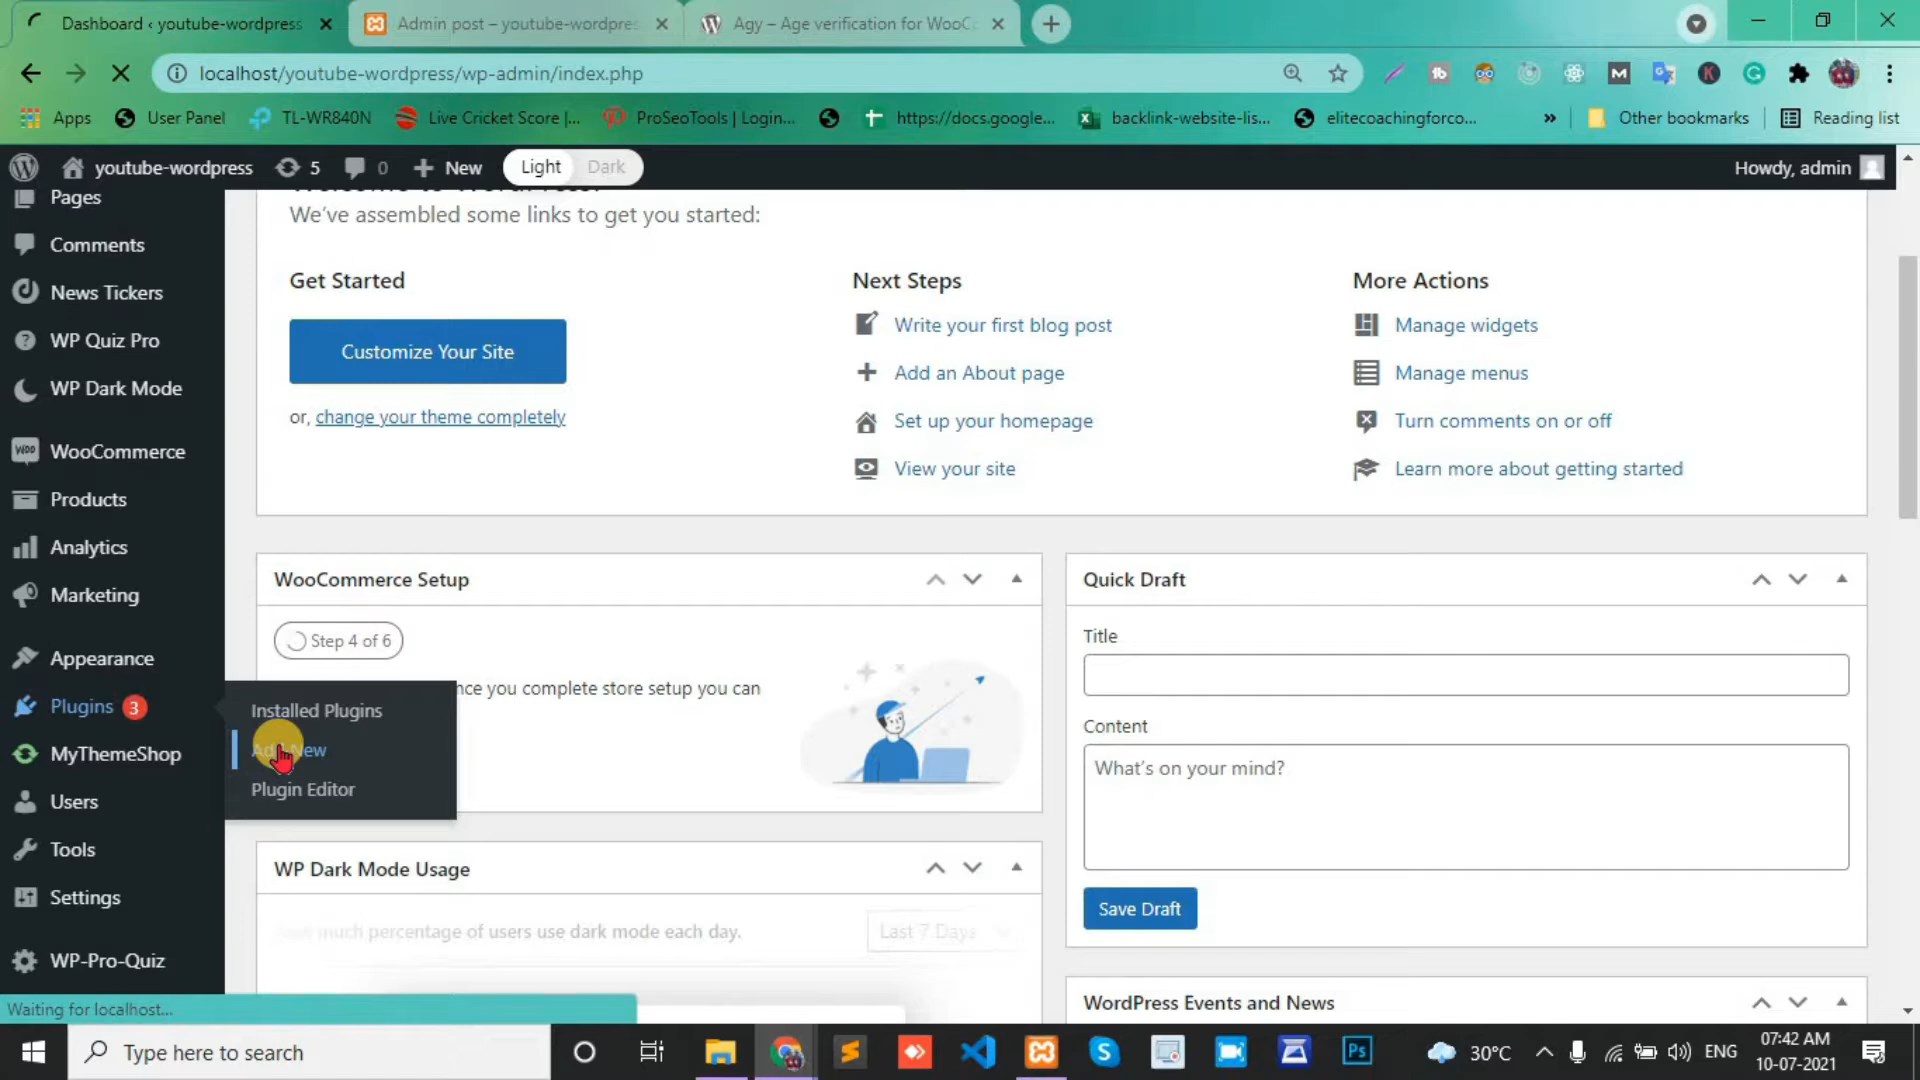 Dashboard ‹ youtube-wordpress
Admin post – youtube-wordpres
Agy – Age verification for WooC
localhost/youtube-wordpress/wp-admin/index.php
Apps
User Panel
TL-WR840N
Live Cricket Score |...
ProSeoTools | Login...
https://docs.google...
backlink-website-lis...
elitecoachingforco...
»
Other bookmarks
Reading list
youtube-wordpress
5
0
New
Light
Dark
Howdy, admin
Pages
Comments
News Tickers
WP Quiz Pro
WP Dark Mode
WooCommerce
Products
Analytics
Marketing
Appearance
Plugins 3
MyThemeShop
Users
Tools
Settings
WP-Pro-Quiz
Installed Plugins
Add New
Plugin Editor
We've assembled some links to get you started:
Get Started
Customize Your Site
or, change your theme completely
Next Steps
Write your first blog post
Add an About page
Set up your homepage
View your site
More Actions
Manage widgets
Manage menus
Turn comments on or off
Learn more about getting started
WooCommerce Setup
Step 4 of 6
you complete store setup you can
WP Dark Mode Usage
much percentage of users use dark mode each day.
Last 7 Days
Quick Draft
Title
Content
What's on your mind?
Save Draft
WordPress Events and News
Waiting for localhost...
Type here to search
30°C
ENG
07:42 AM
10-07-2021